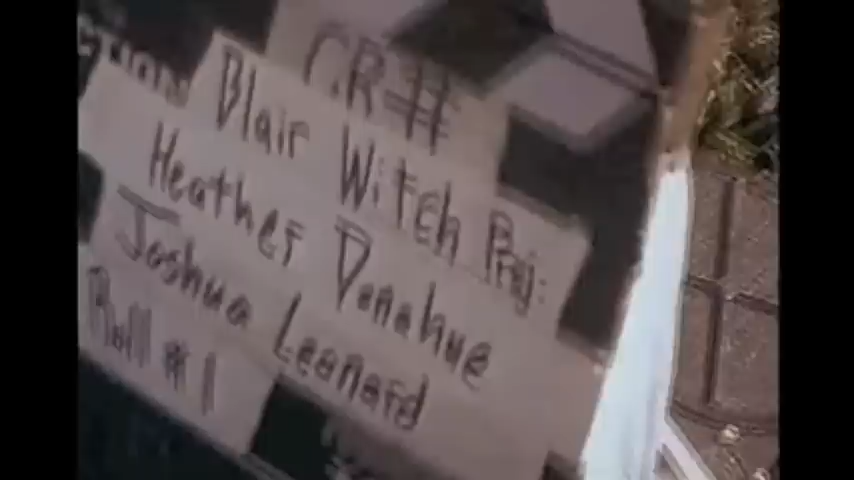 CR#
Blair Witch Proj:
Heather Donahue
Joshua Leonard
Roll #1